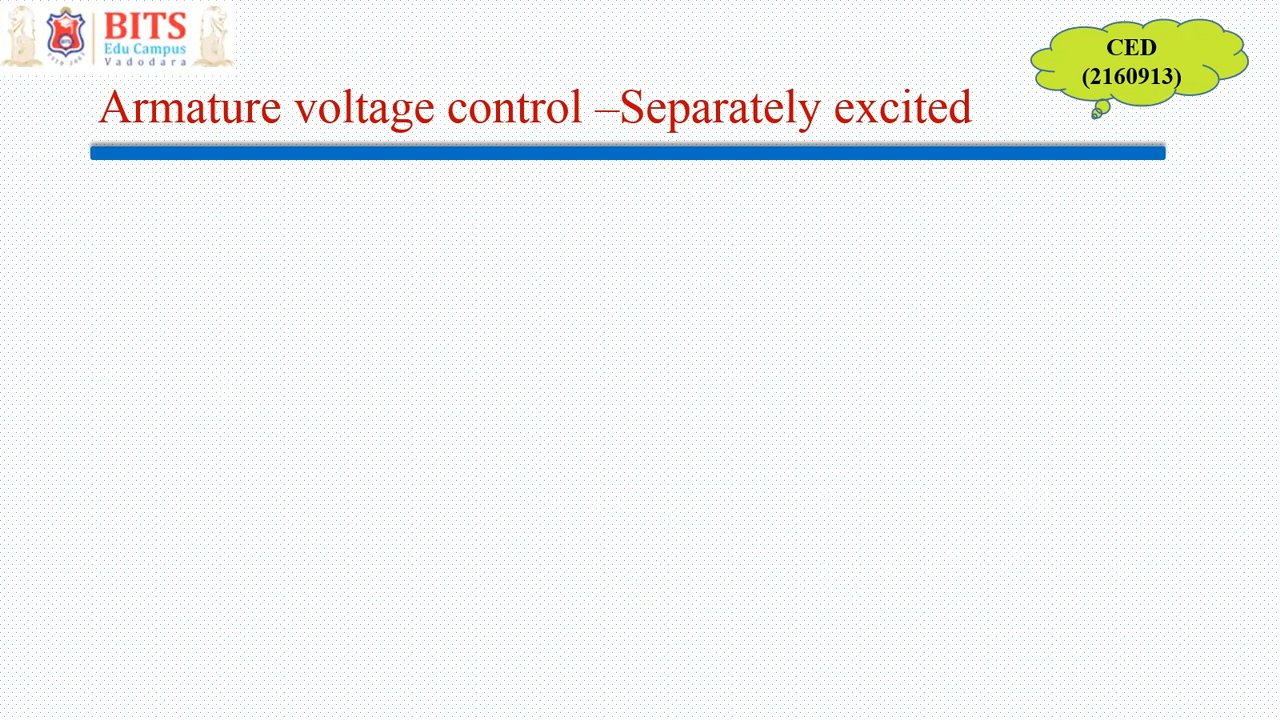 BITS
Edu Campus
Vadodara
CED
(2160913)
Armature voltage control –Separately excited